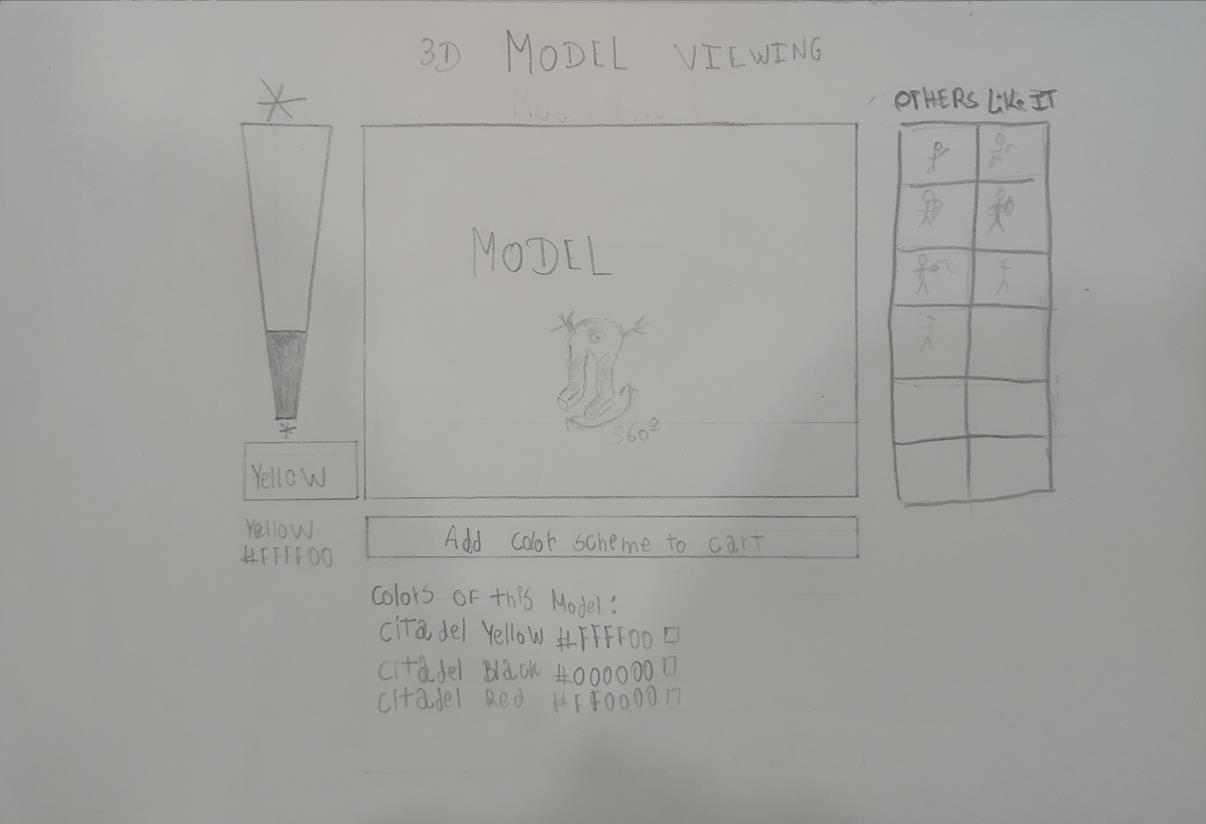 3D MODEL VIEWING
OTHERS Like IT
MODEL
360º
Yellow
Yellow
#FFFF00
Add color scheme to cart
Colors OF this Model:
Citadel Yellow #FFFF00
Citadel Black #000000
Citadel Red #FF0000